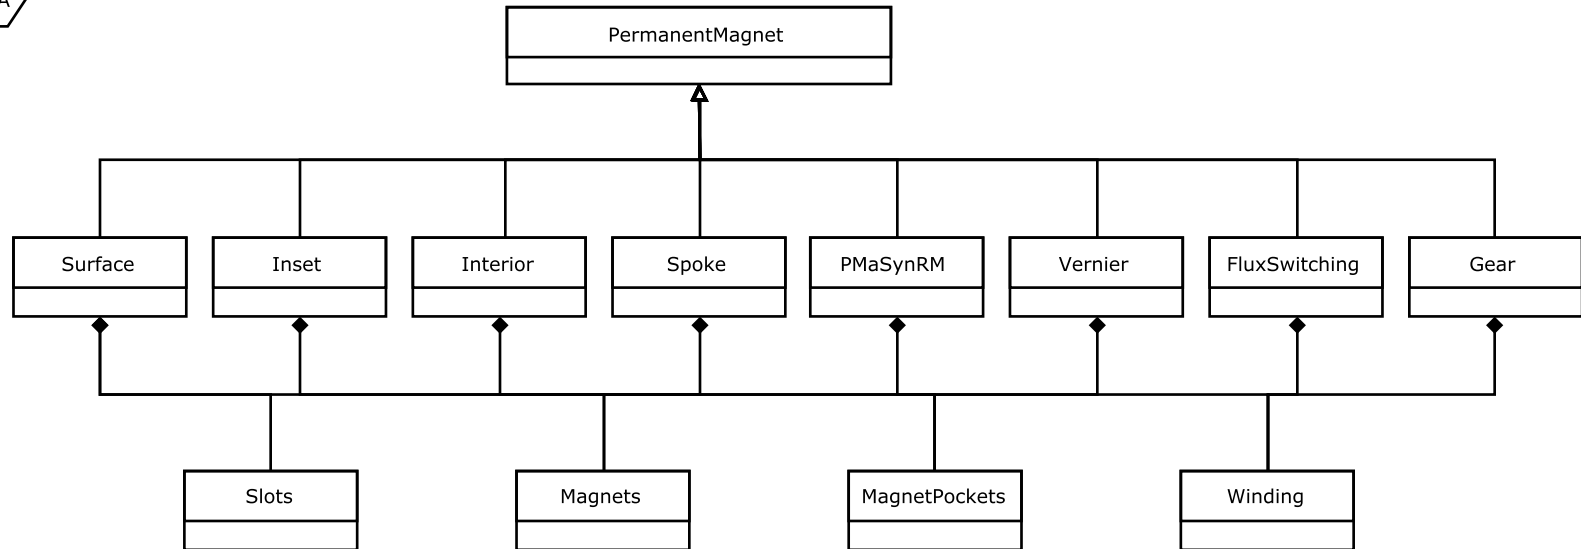 PermanentMagnet
Surface
Inset
Interior
Spoke
PMaSynRM
Vernier
FluxSwitching
Gear
Slots
Magnets
MagnetPockets
Winding